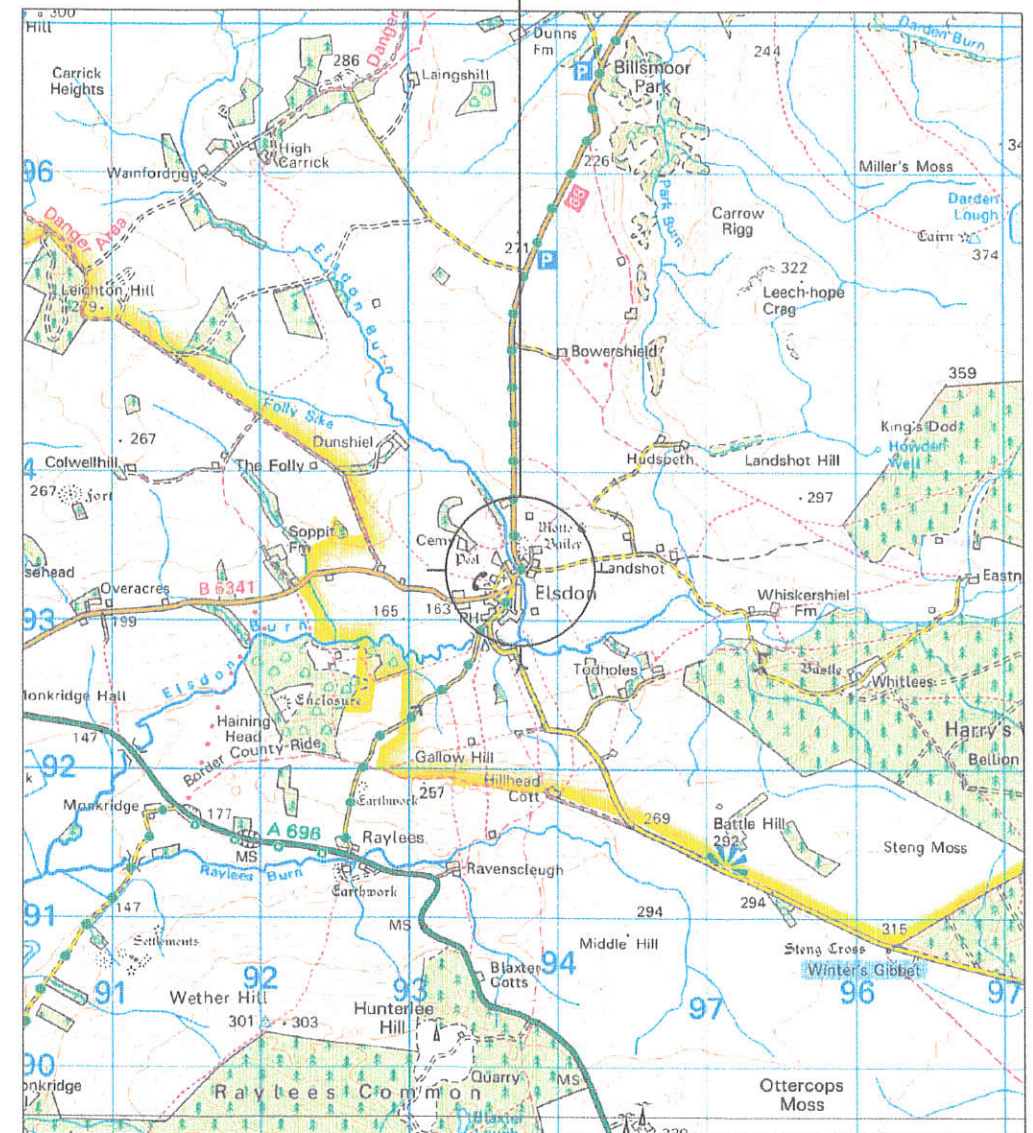 300
Hill
Danger
Dunns
Fm
Darden Burn
286
Laingshill
Carrick
Heights
P
Billsmoor
Park
244
High
Carrick
96
Wainfordrigg
226
Miller's Moss
Danger Area
Park Burn
Darden
Lough
Carrow
Rigg
Cairn
374
271
P
Elsdon Burn
322
Leighton Hill
279
Leech-hope
Crag
Bowershield
359
Folly Sike
King's Dod
267
Dunshiel
Howden
Well
Colwellhill
The Folly
Hudspeth
Landshot Hill
4
267
Fort
297
Motte &
Bailey
Soppit
Fm
Cemy
Peel
Landshot
Eastn
Overacres
B 6341
Elsdon
Whiskershiel
Fm
165
163
PH
93
199
Elsdon Burn
Todholes
Bastle
Whitlees
Monkridge Hall
Enclosure
147
Haining
Head
Harry's
Border County Ride
Gallow Hill
Bellion
92
Hillhead
Cott
Earthwork
257
Monkridge
177
269
Battle Hill
292
A 696
Raylees
MS
Steng Moss
Raylees Burn
Earthwork
Ravenscleugh
147
294
294
91
MS
315
Settlements
Middle Hill
Steng Cross
Winter's Gibbet
Blaxter
Cotts
91
92
93
94
97
96
97
Wether Hill
301
303
Hunterlee
Hill
90
Quarry
MS
Ottercops
Moss
onkridge
Raylees Common
Blaxter